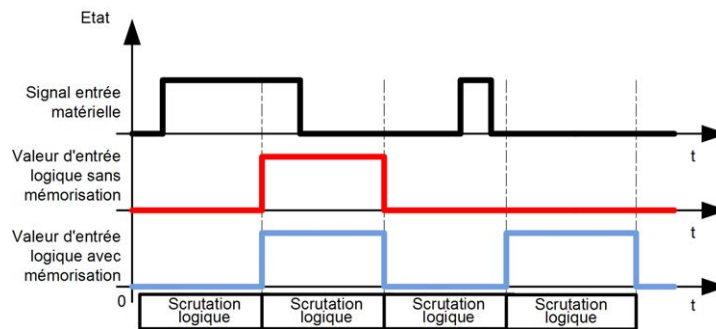 Etat
Signal entrée
matérielle
t
Valeur d'entrée
logique sans
mémorisation
t
Valeur d'entrée
logique avec
mémorisation
t
0
Scrutation
logique
Scrutation
logique
Scrutation
logique
Scrutation
logique